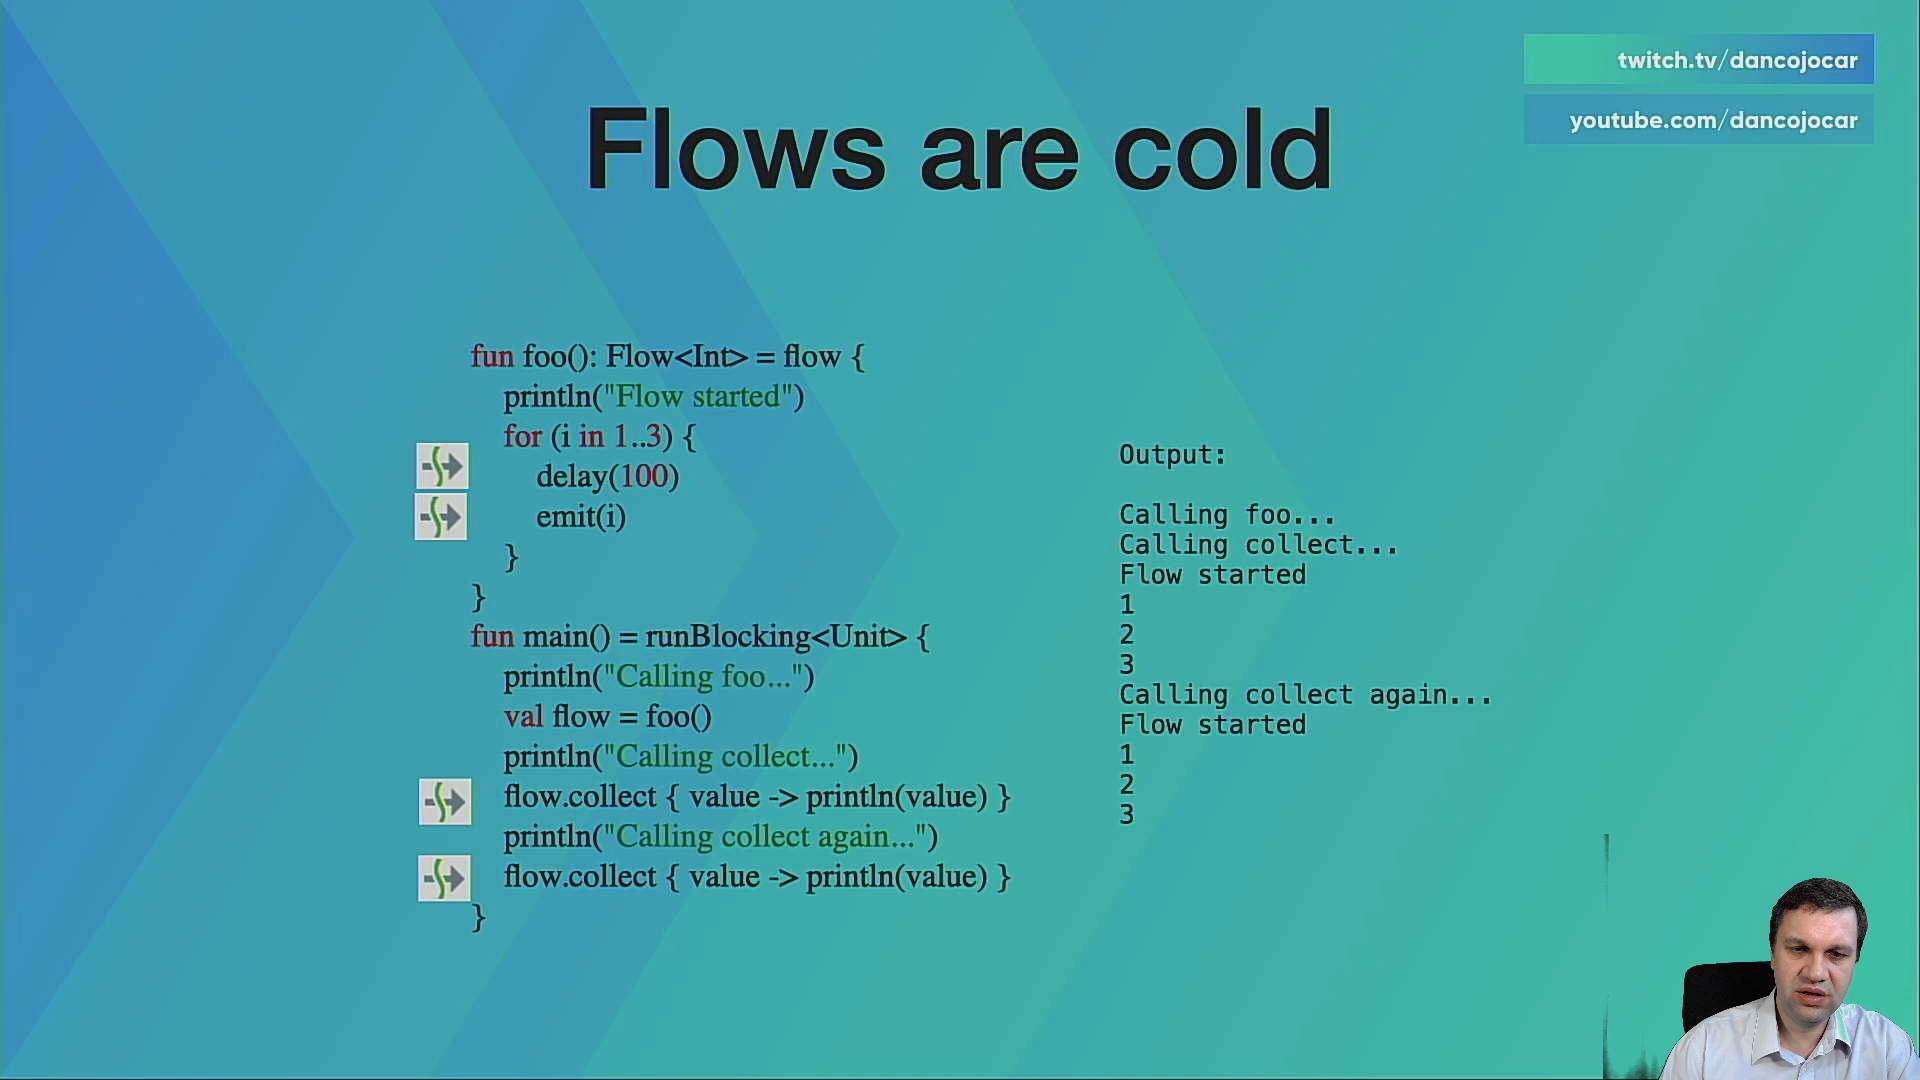 twitch.tv/dancojocar
youtube.com/dancojocar
Flows are cold
fun foo(): Flow<Int> = flow {
println("Flow started")
for (i in 1..3) {
delay(100)
emit(i)
}
}
fun main() = runBlocking<Unit> {
println("Calling foo...")
val flow = foo()
println("Calling collect...")
flow.collect { value -> println(value) }
println("Calling collect again...")
flow.collect { value -> println(value) }
}
Output:
Calling foo...
Calling collect...
Flow started
1
2
3
Calling collect again...
Flow started
1
2
3